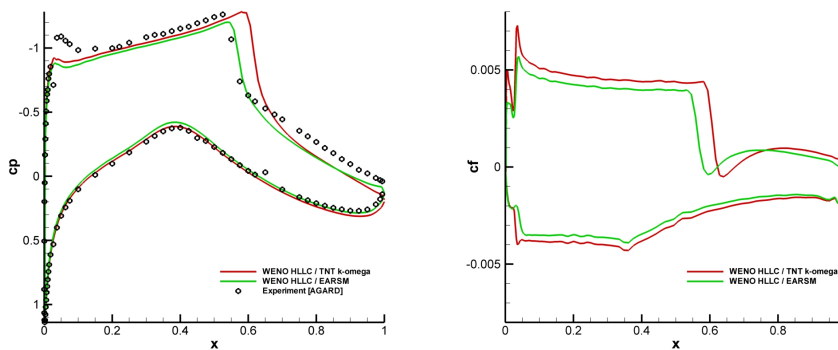 cp
-1
-0.5
0
0.5
1
0
0.2
0.4
0.6
0.8
1
x
WENO HLLC / TNT k-omega
WENO HLLC / EARSM
Experiment [AGARD]
cf
0.005
0
-0.005
0
0.2
0.4
0.6
0.8
x
WENO HLLC / TNT k-omega
WENO HLLC / EARSM